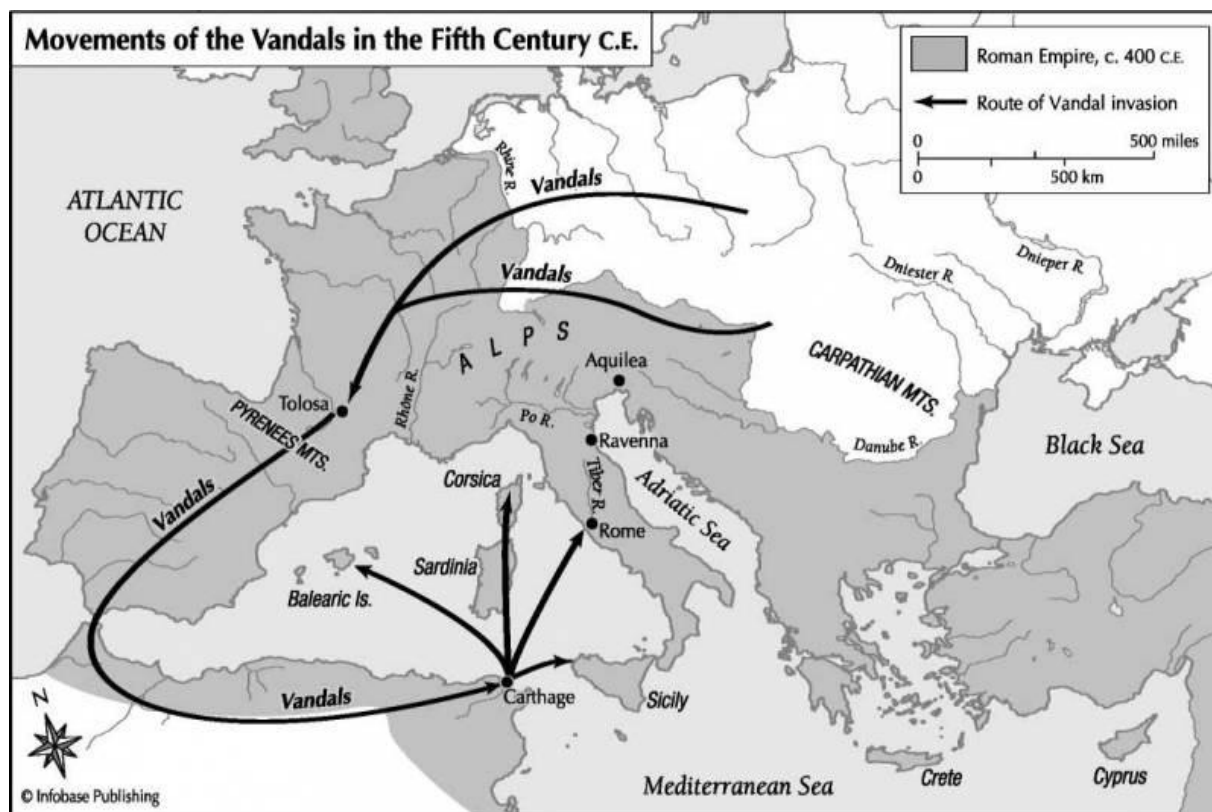 Movements of the Vandals in the Fifth Century C.E.
Roman Empire, c. 400 C.E.
Route of Vandal invasion
0 500 miles
0 500 km
ATLANTIC
OCEAN
Rhine R.
Vandals
Vandals
Dniester R.
Dnieper R.
ALPS
CARPATHIAN MTS.
Aquilea
Tolosa
Rhône R.
Po R.
PYRENEES MTS.
Ravenna
Danube R.
Black Sea
Corsica
Tiber R.
Adriatic Sea
Vandals
Rome
Sardinia
Balearic Is.
Vandals
Carthage
Sicily
N
Mediterranean Sea
Crete
Cyprus
© Infobase Publishing